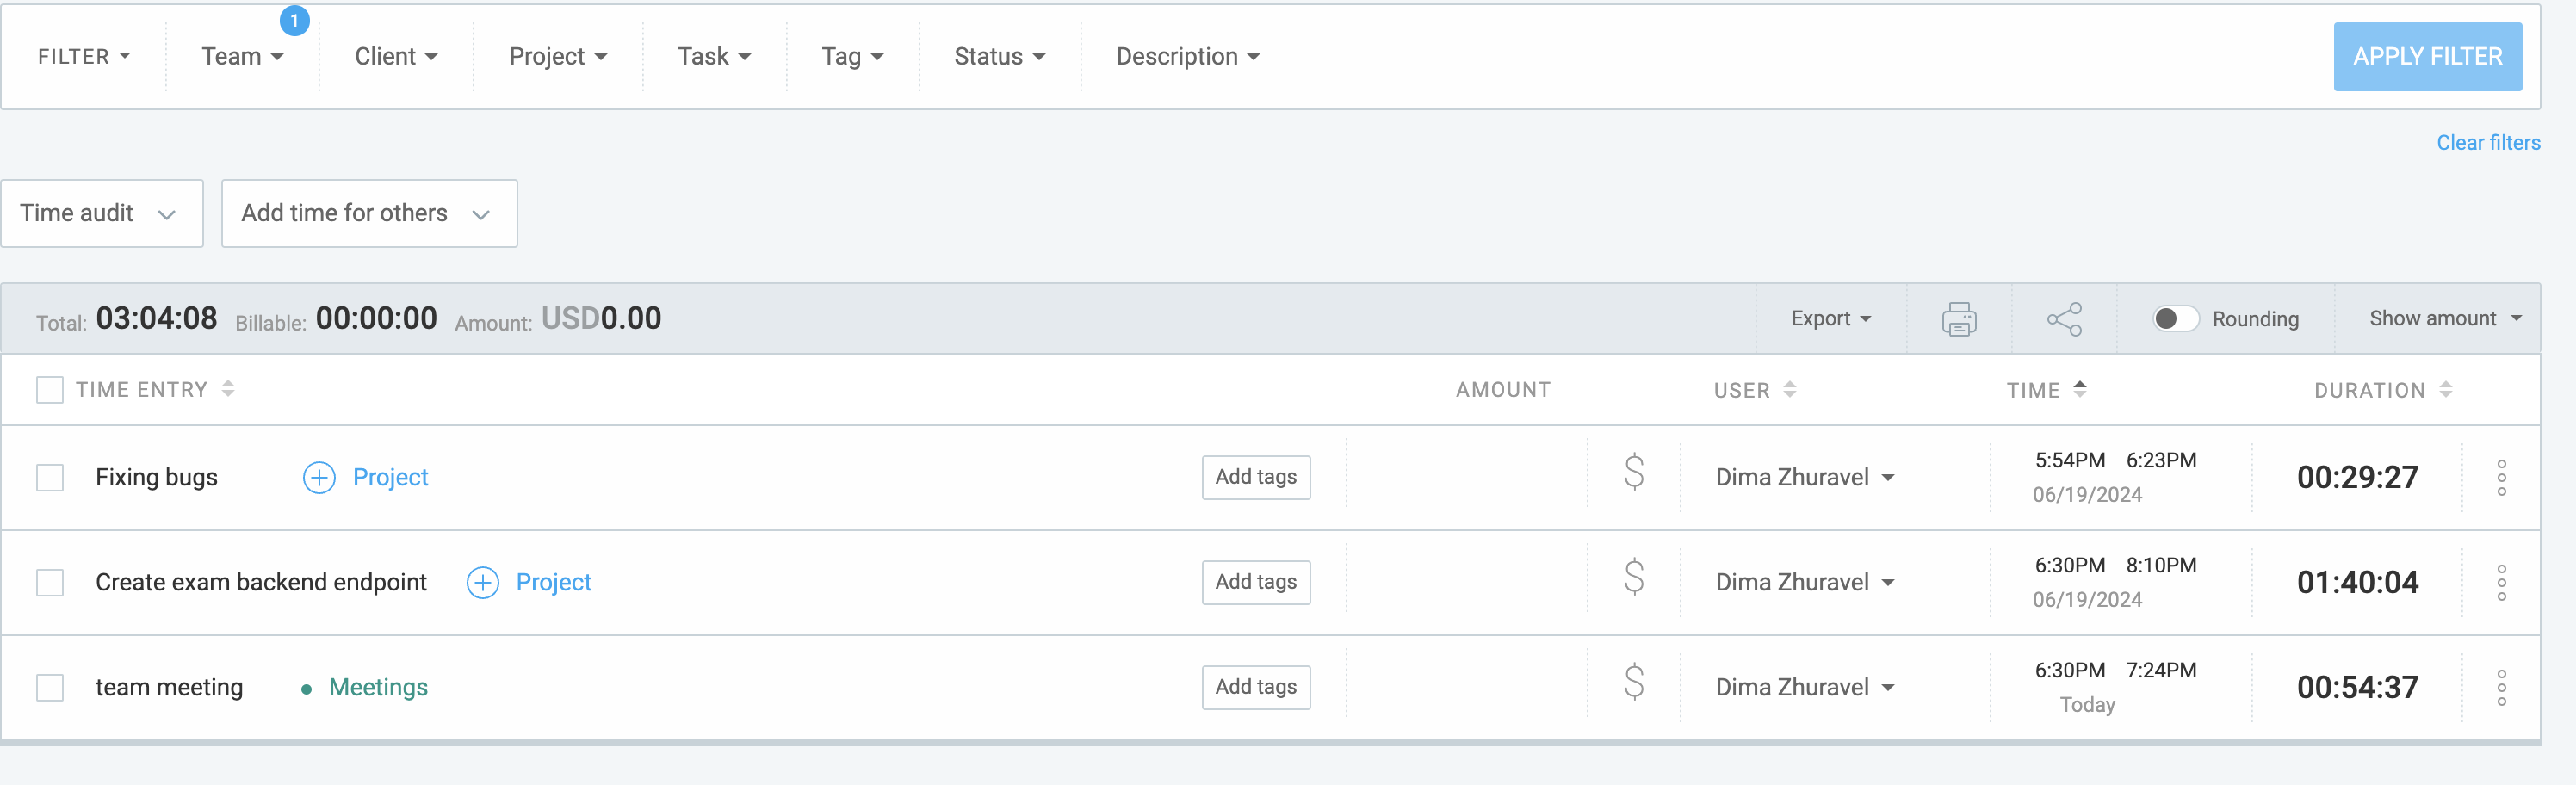 1
FILTER Team Client Project Task Tag Status Description APPLY FILTER
Clear filters
Time audit Add time for others
Total: 03:04:08 Billable: 00:00:00 Amount: USD0.00 Export Rounding Show amount
TIME ENTRY AMOUNT USER TIME DURATION
Fixing bugs Project Add tags $ Dima Zhuravel 5:54PM 6:23PM 00:29:27
06/19/2024
Create exam backend endpoint Project Add tags $ Dima Zhuravel 6:30PM 8:10PM 01:40:04
06/19/2024
team meeting Meetings Add tags $ Dima Zhuravel 6:30PM 7:24PM 00:54:37
Today